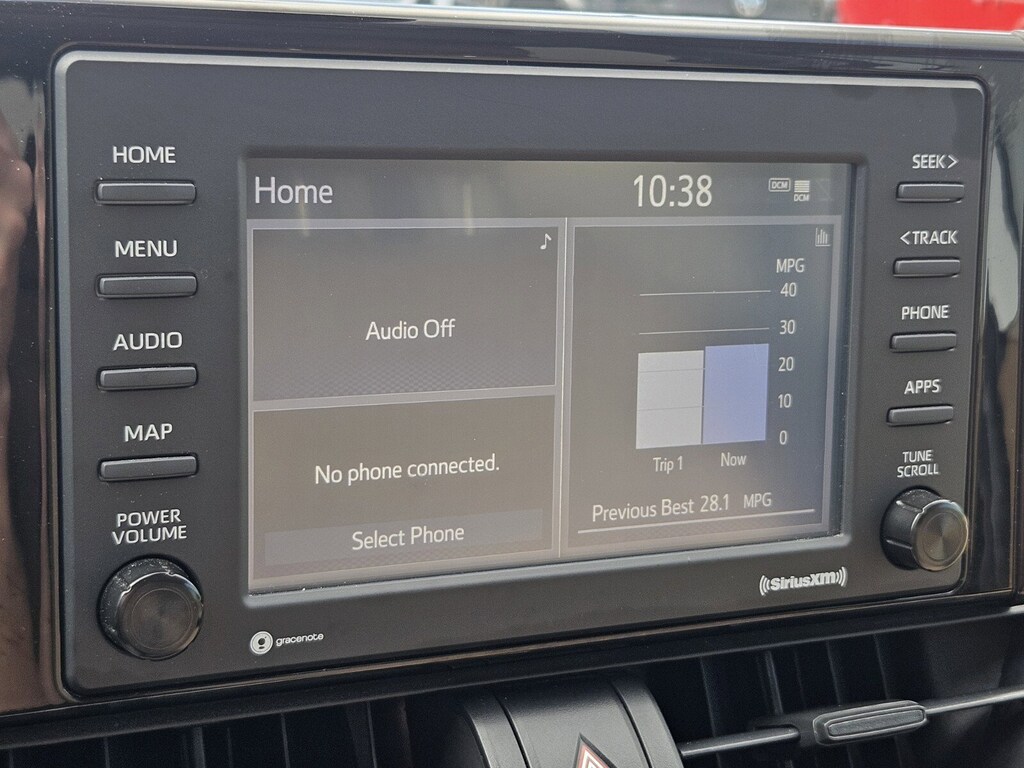 HOME
MENU
AUDIO
MAP
POWER
VOLUME
Home
10:38
DCM
DCM
Audio Off
No phone connected.
Select Phone
MPG
40
30
20
10
0
Trip 1
Now
Previous Best 28.1 MPG
SEEK>
<TRACK
PHONE
APPS
TUNE
SCROLL
gracenote
SiriusXM